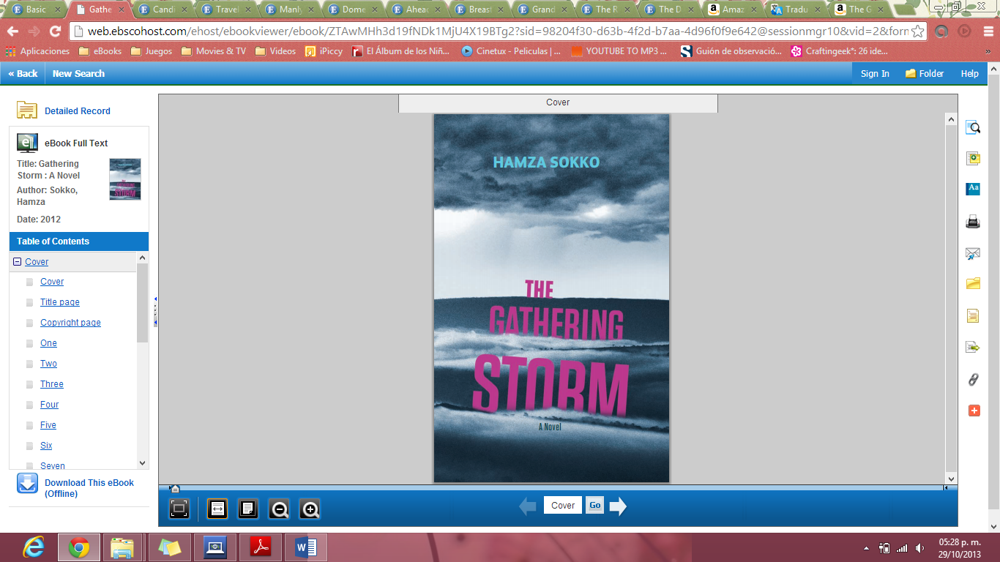 Basic
Gathe
Candi
Travel
Manly
Dome
Ahead
Breast
Grand
The R
The D
Amaz
Tradu
The G
web.ebscohost.com/ehost/ebookviewer/ebook/ZTAwMHh3d19fNDk1MjU4X19BTg2?sid=98204f30-d63b-4f2d-b7aa-4d96f0f9e642@sessionmgr10&vid=2&forn
Aplicaciones
eBooks
Juegos
Movies & TV
Videos
iPiccy
El Álbum de los Niñ...
Cinetux - Peliculas | ...
YOUTUBE TO MP3 ...
Guión de observació...
Craftingeek*: 26 ide...
»
« Back
New Search
Sign In
Folder
Help
Detailed Record
eBook Full Text
Title: Gathering
Storm : A Novel
Author: Sokko,
Hamza
Date: 2012
Table of Contents
Cover
Cover
Title page
Copyright page
One
Two
Three
Four
Five
Six
Seven
Download This eBook
(Offline)
Cover
HAMZA SOKKO
THE
GATHERING
STORM
A Novel
Aa
Cover
Go
05:28 p. m.
29/10/2013